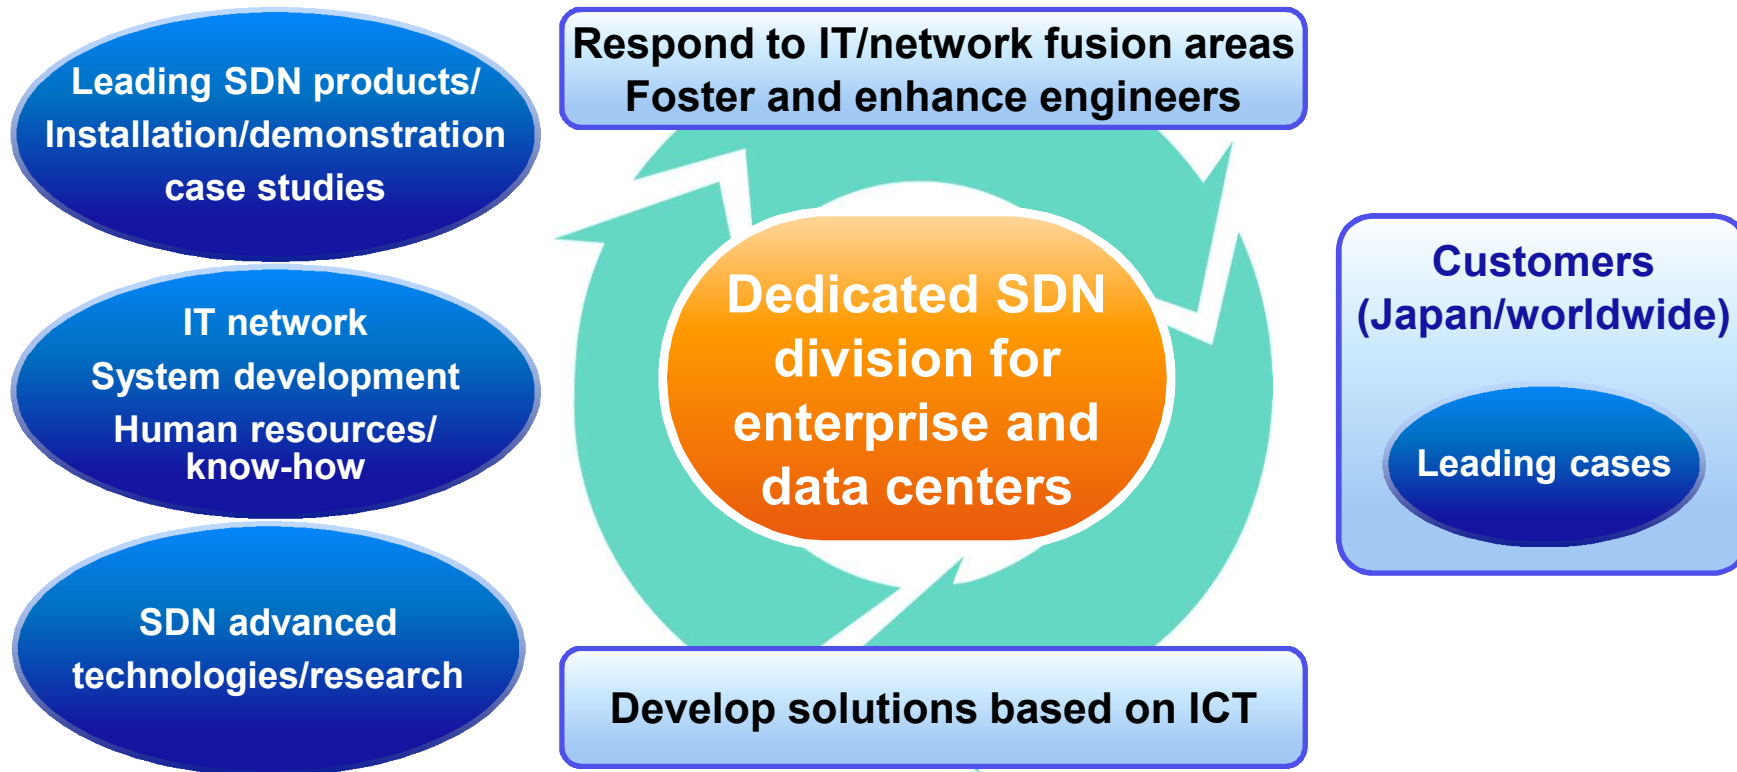 Leading SDN products/
Installation/demonstration
case studies
IT network
System development
Human resources/
know-how
SDN advanced
technologies/research
Respond to IT/network fusion areas
Foster and enhance engineers
Dedicated SDN
division for
enterprise and
data centers
Develop solutions based on ICT
Customers
(Japan/worldwide)
Leading cases